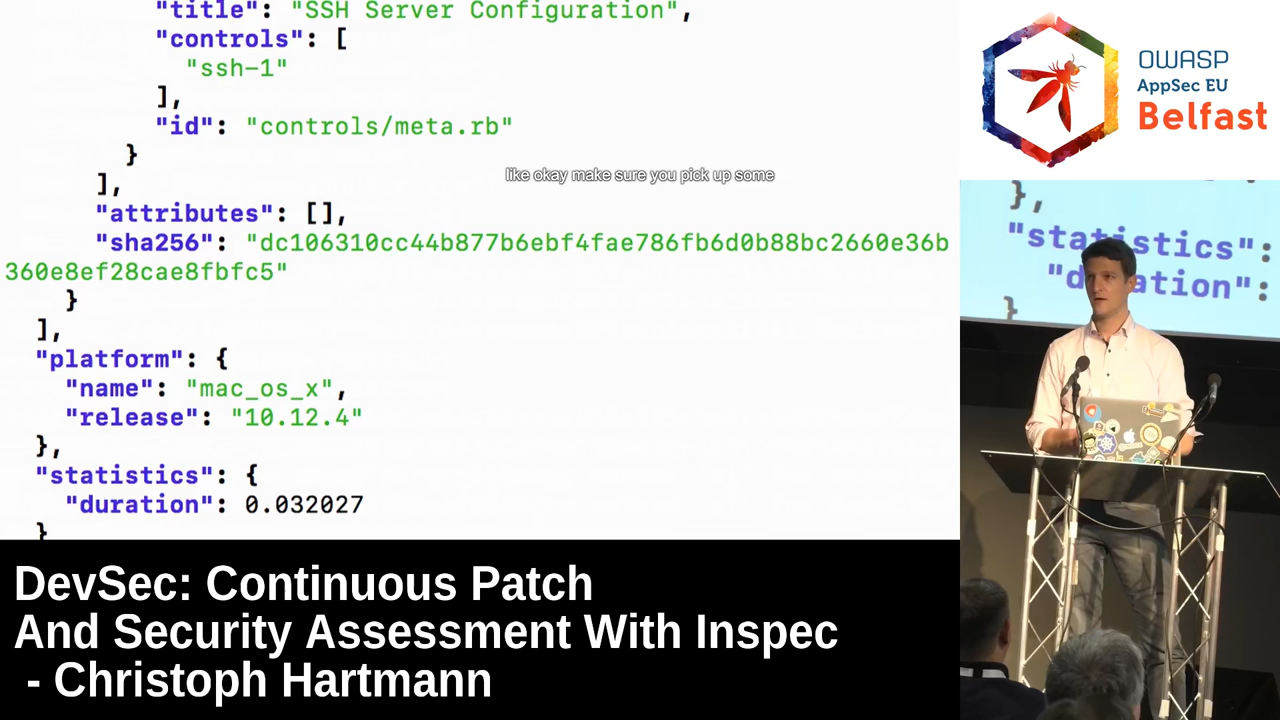 "title": "SSH Server Configuration",
"controls": [
"ssh-1"
],
"id": "controls/meta.rb"
}
],
"attributes": [],
"sha256": "dc106310cc44b877b6ebf4fae786fb6d0b88bc2660e36b
360e8ef28cae8fbfc5"
}
],
"platform": {
"name": "mac_os_x",
"release": "10.12.4"
},
"statistics": {
"duration": 0.032027
}
like okay make sure you pick up some
OWASP
AppSec EU
Belfast
},
"statistics":
"duration":
}
DevSec: Continuous Patch
And Security Assessment With Inspec
- Christoph Hartmann